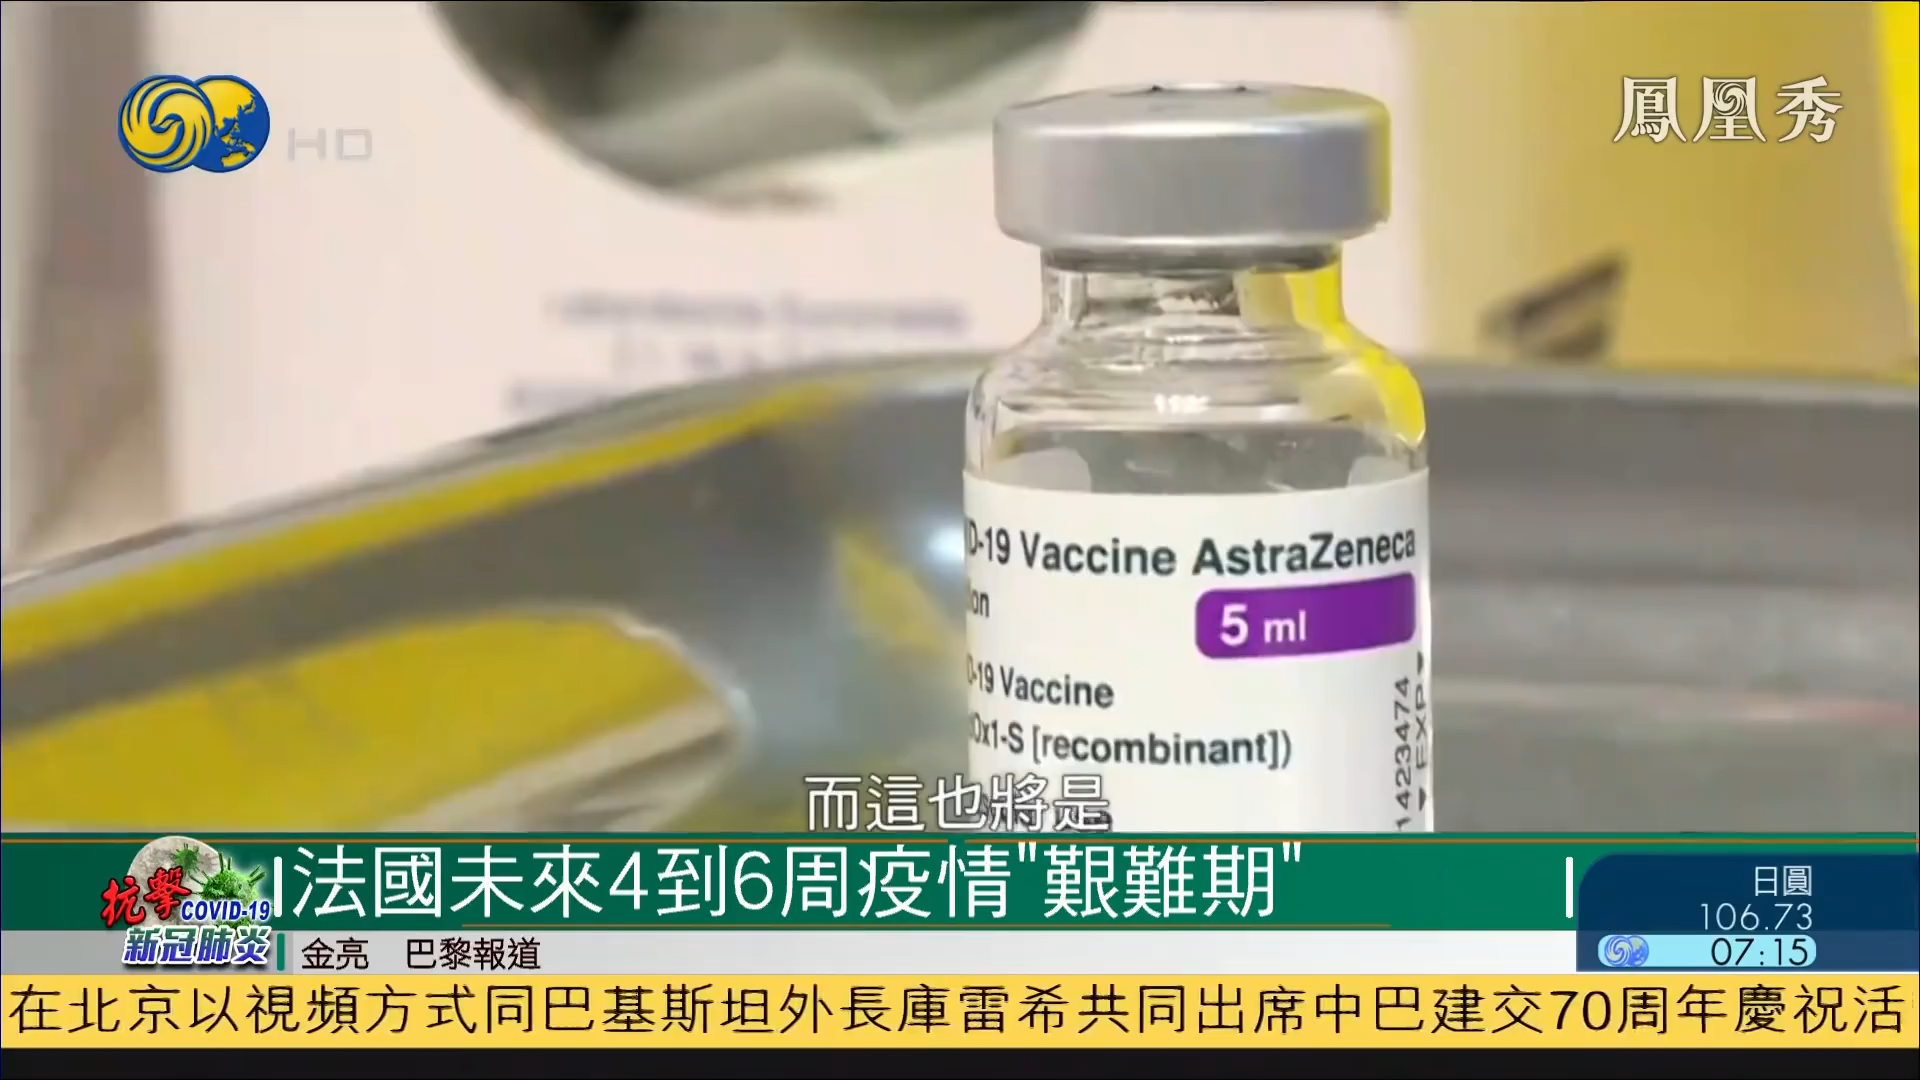 HD
鳳凰秀
D-19 Vaccine AstraZeneca
ion
5 ml
D-19 Vaccine
Ox1-S [recombinant])
1423474
EXP
而這也將是
抗擊
COVID-19
新冠肺炎
法國未來4到6周疫情"艱難期"
金亮 巴黎報道
日圓
106.73
07:15
在北京以視頻方式同巴基斯坦外長庫雷希共同出席中巴建交70周年慶祝活